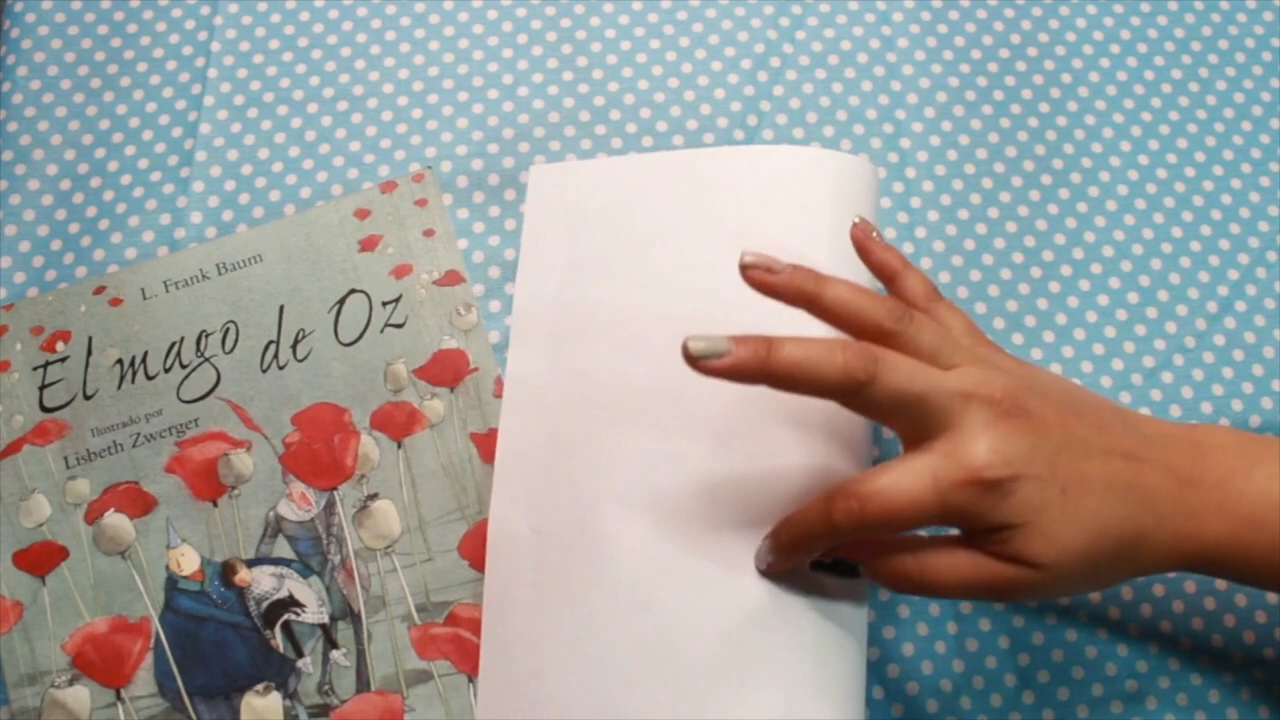 L. Frank Baum
El mago de Oz
Ilustrado por
Lisbeth Zwerger